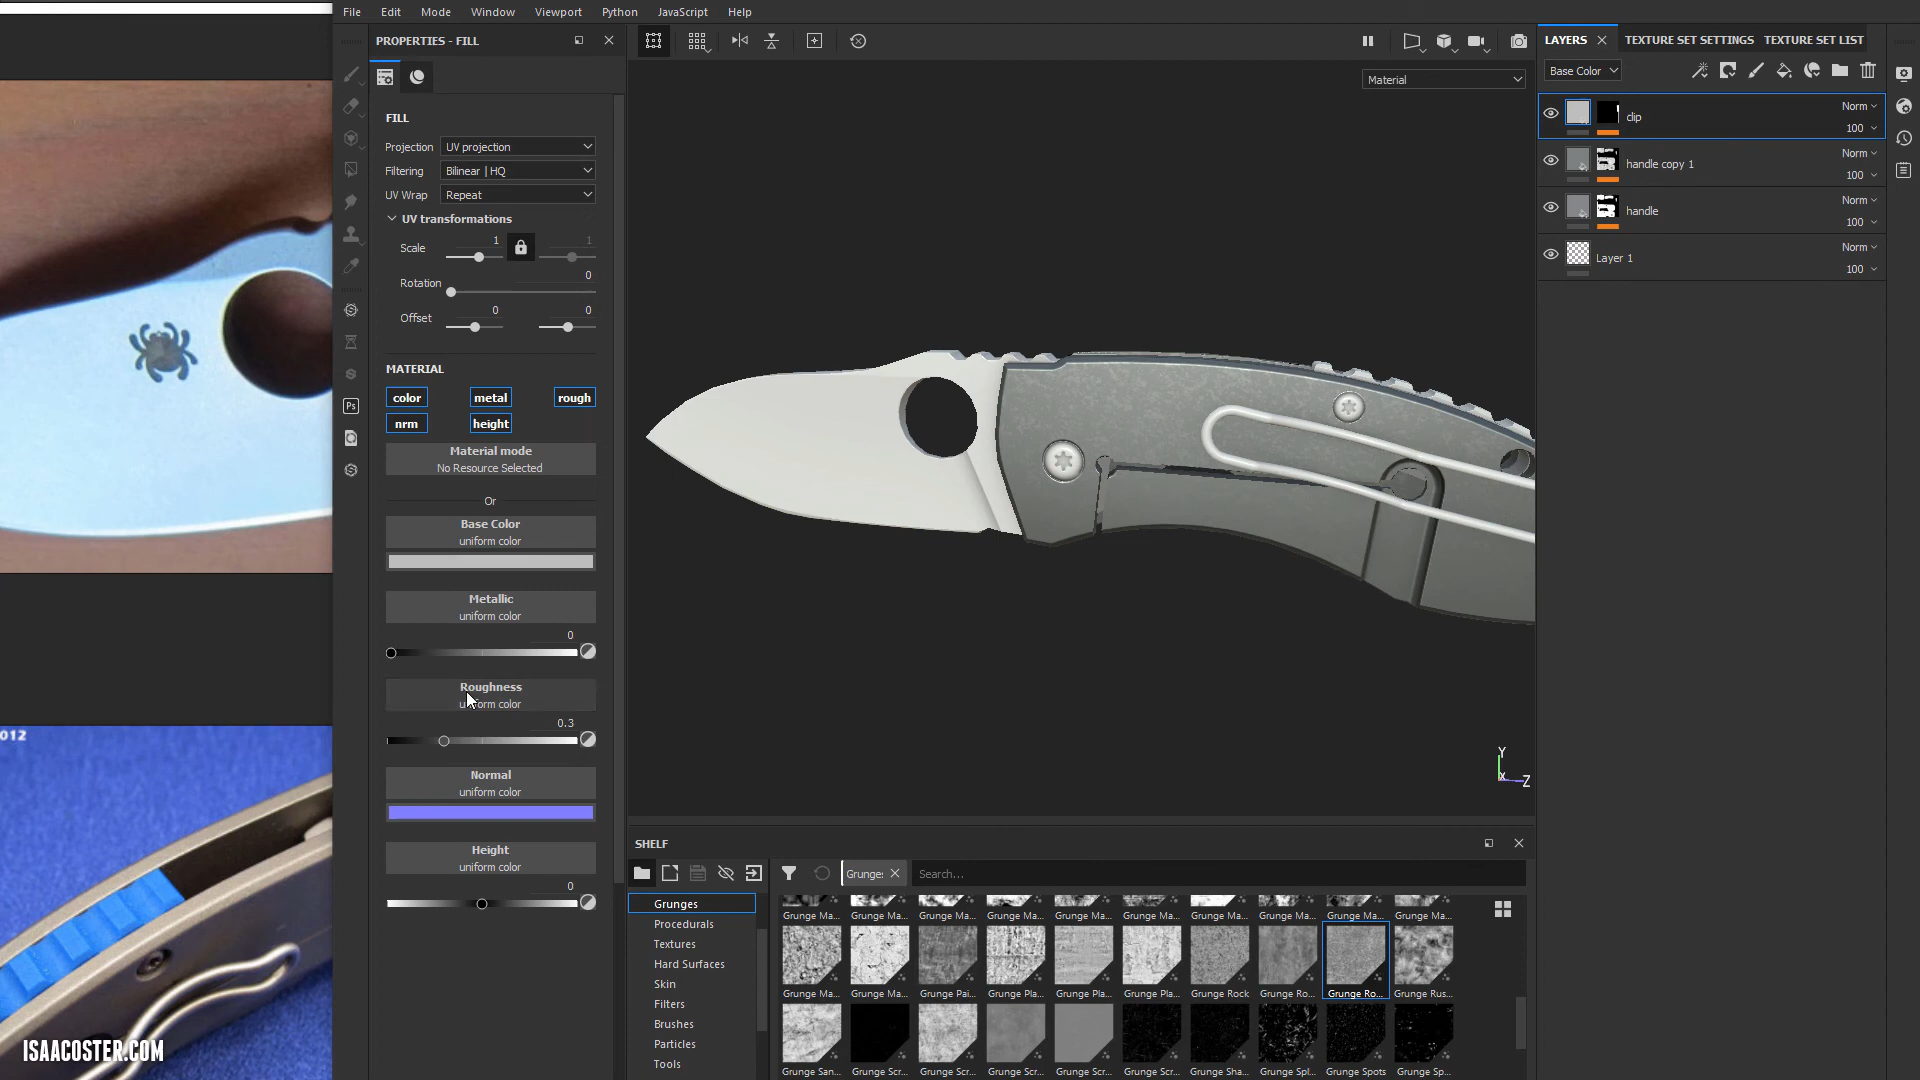 File Edit Mode Window Viewport Python JavaScript Help
PROPERTIES - FILL
FILL
Projection UV projection
Filtering Bilinear | HQ
UV Wrap Repeat
UV transformations
Scale 1 1
Rotation 0
Offset 0 0
MATERIAL
color metal rough
nrm height
Material mode
No Resource Selected
Or
Base Color
uniform color
Metallic
uniform color
0
Roughness
uniform color
0.3
Normal
uniform color
Height
uniform color
0
Ps
Material
Y
X
Z
LAYERS TEXTURE SET SETTINGS TEXTURE SET LIST
Base Color
clip Norm 100
handle copy 1 Norm 100
handle Norm 100
Layer 1 Norm 100
SHELF
Grunges Search...
Grunges
Procedurals
Textures
Hard Surfaces
Skin
Filters
Brushes
Particles
Tools
Grunge Ma... Grunge Ma... Grunge Ma... Grunge Ma... Grunge Ma... Grunge Ma... Grunge Ma... Grunge Ma... Grunge Ma... Grunge Ma...
Grunge Ma... Grunge Ma... Grunge Pai... Grunge Pla... Grunge Pla... Grunge Pla... Grunge Rock Grunge Ro... Grunge Ro... Grunge Rus...
Grunge San... Grunge Scr... Grunge Scr... Grunge Scr... Grunge Scr... Grunge Scr... Grunge Sha... Grunge Spl... Grunge Spots Grunge Sp...
012
ISAACOSTER.COM